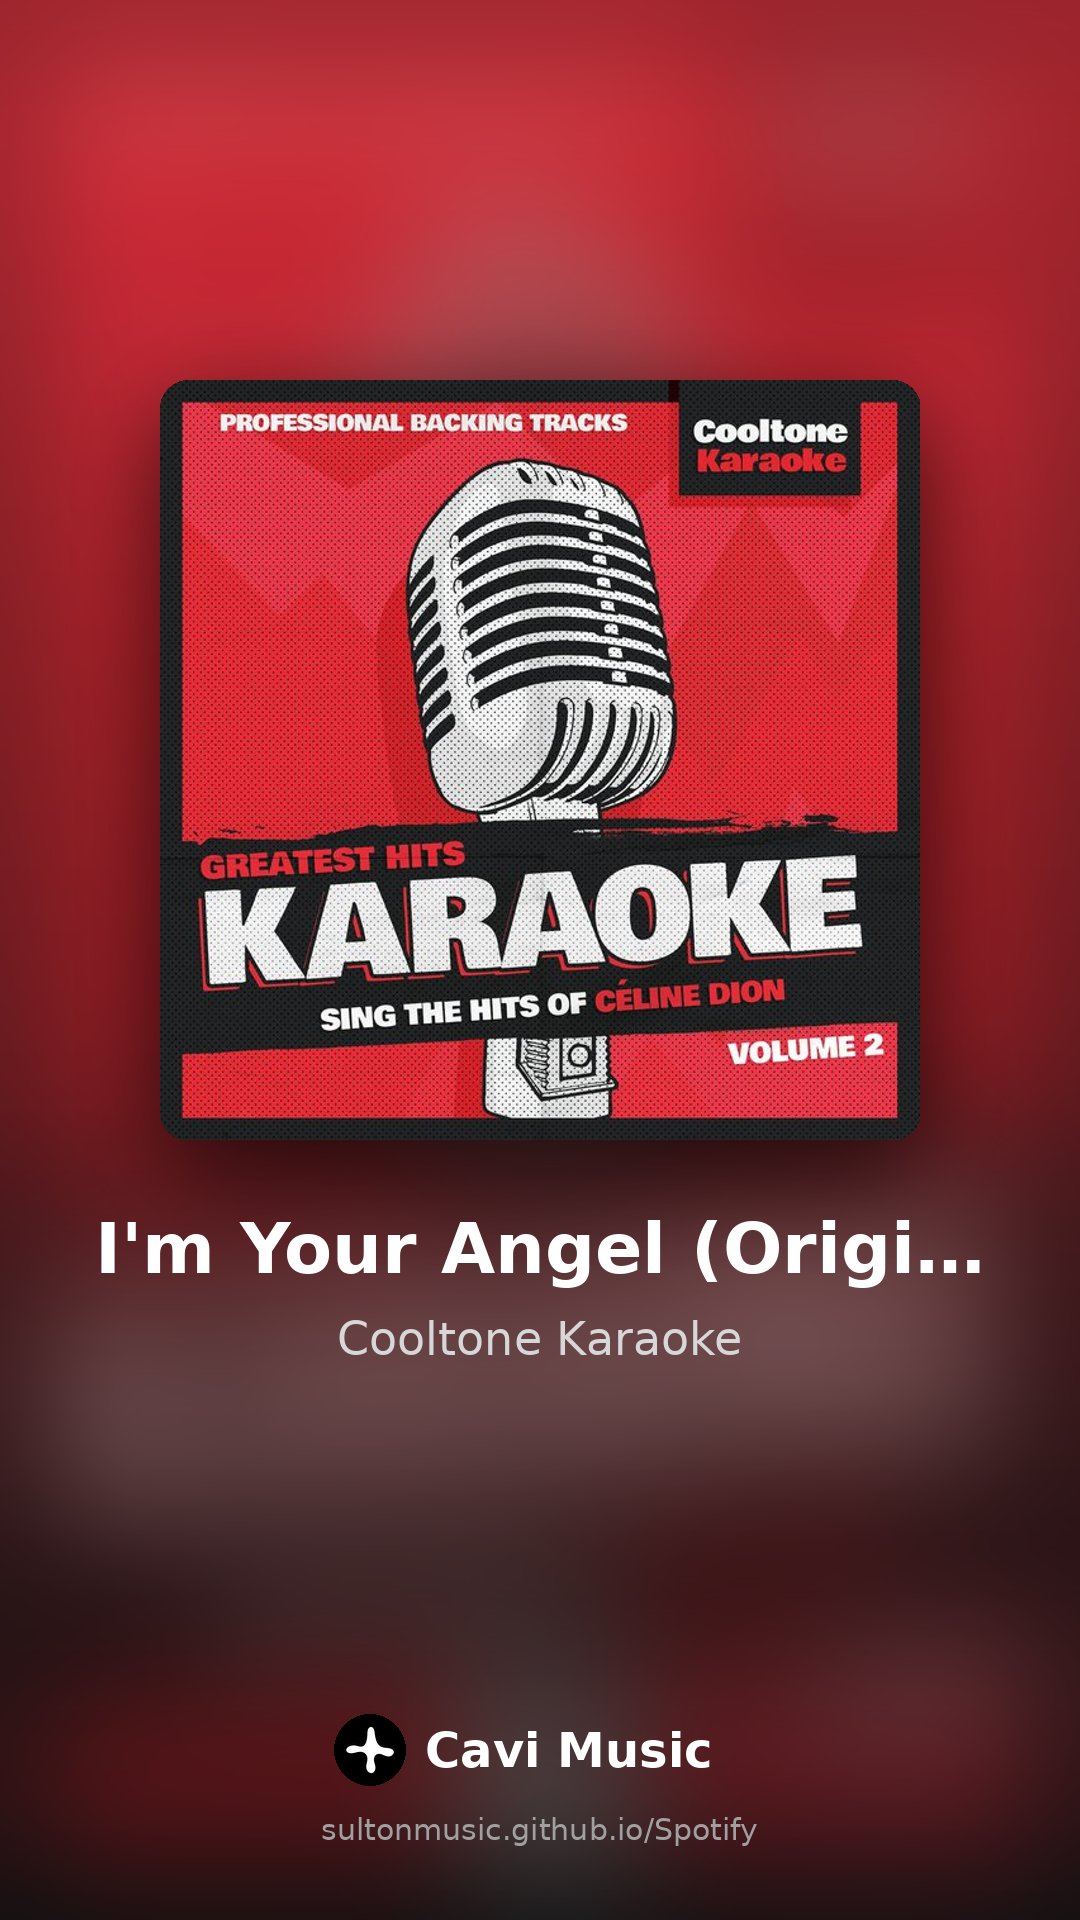 PROFESSIONAL BACKING TRACKS
Cooltone
Karaoke
GREATEST HITS
KARAOKE
SING THE HITS OF CÉLINE DION
VOLUME 2
I'm Your Angel (Origi...
Cooltone Karaoke
Cavi Music
sultonmusic.github.io/Spotify